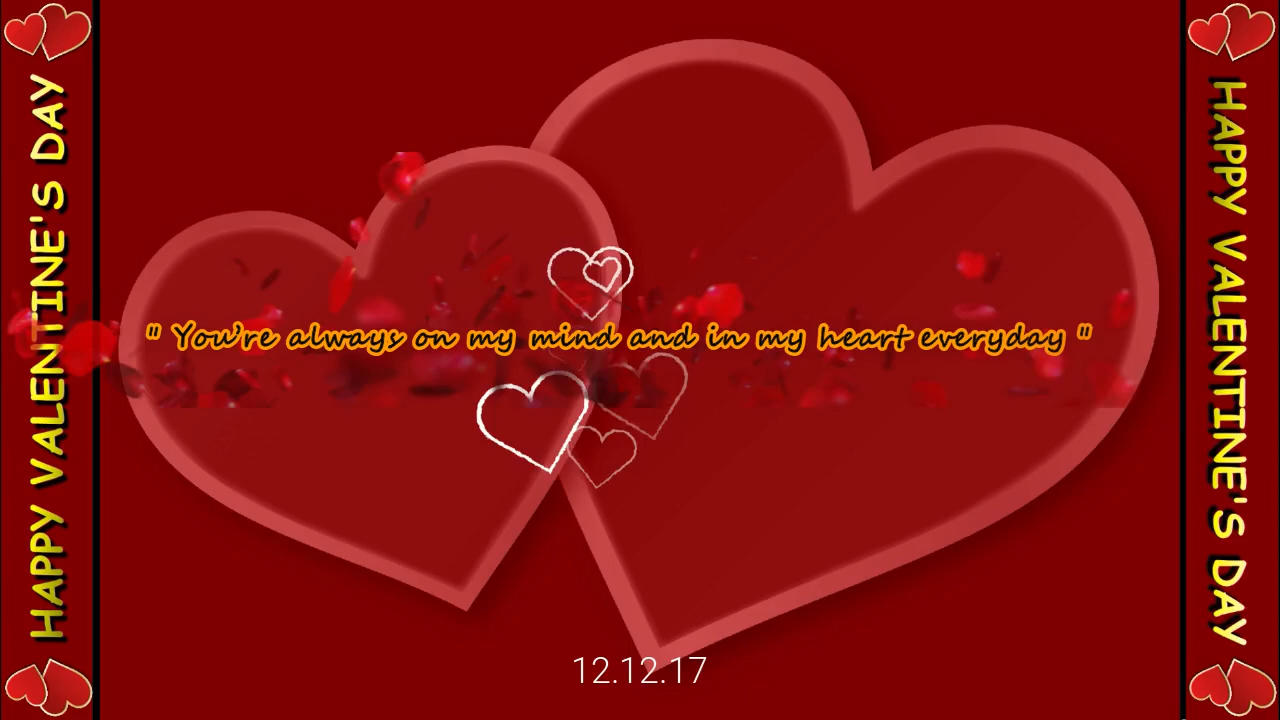 HAPPY VALENTINE'S DAY
" You're always on my mind and in my heart everyday "
12.12.17
HAPPY VALENTINE'S DAY